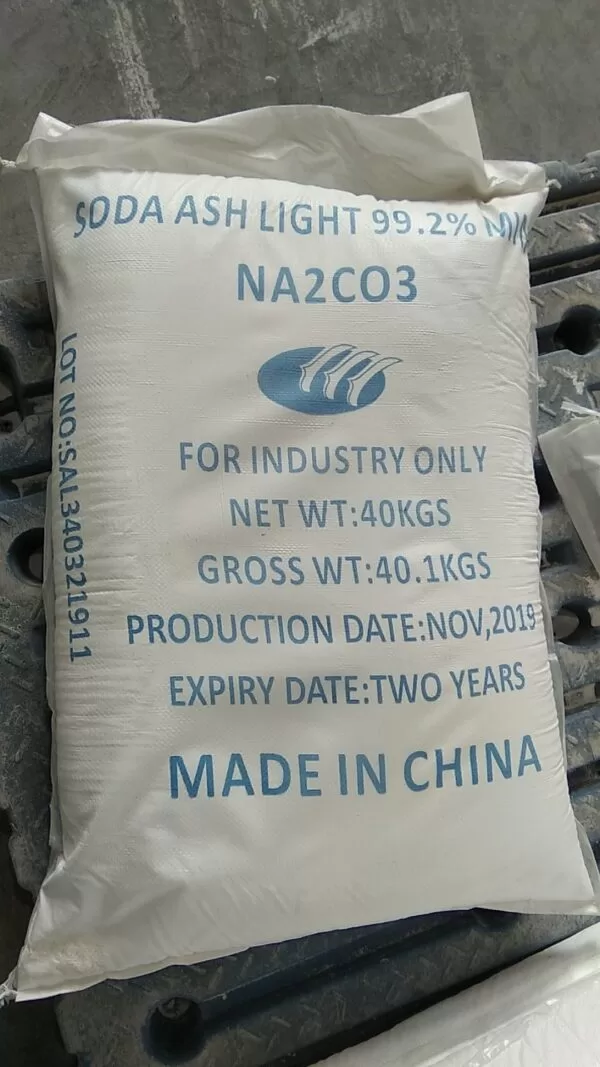 SODA ASH LIGHT 99.2% MIN
NA2CO3
FOR INDUSTRY ONLY
NET WT:40KGS
GROSS WT:40.1KGS
PRODUCTION DATE:NOV,2019
EXPIRY DATE:TWO YEARS
MADE IN CHINA
LOT NO:SAL340321911